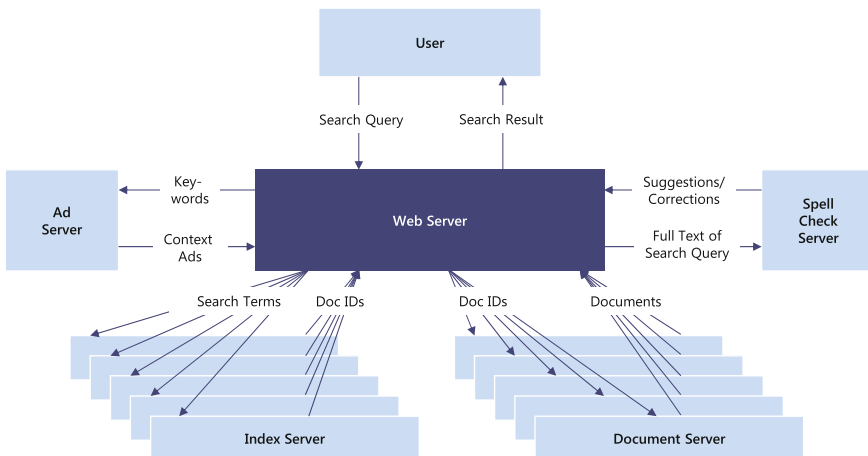 User
Search Query
Search Result
Key-
words
Suggestions/
Corrections
Ad
Server
Web Server
Spell
Check
Server
Context
Ads
Full Text of
Search Query
Search Terms
Doc IDs
Doc IDs
Documents
Index Server
Document Server